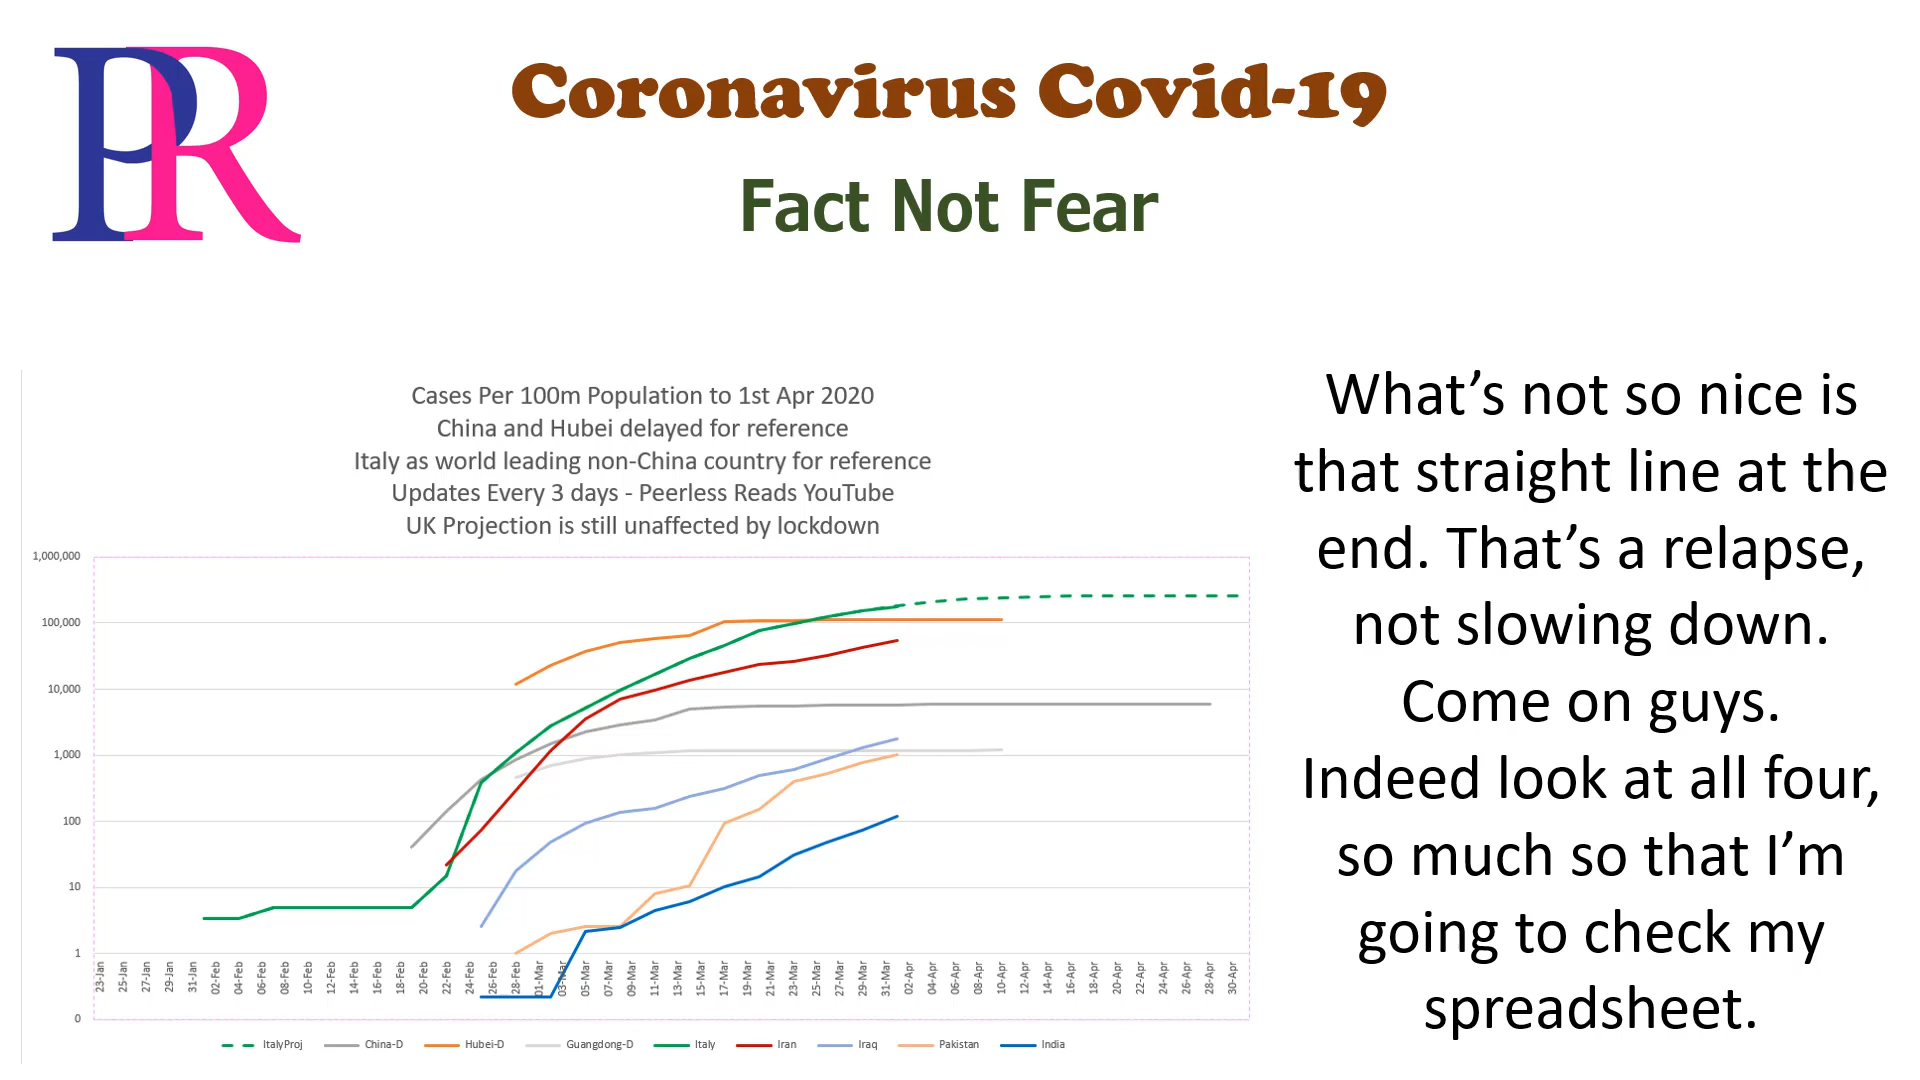 PR
Coronavirus Covid-19
Fact Not Fear
Cases Per 100m Population to 1st Apr 2020
China and Hubei delayed for reference
Italy as world leading non-China country for reference
Updates Every 3 days - Peerless Reads YouTube
UK Projection is still unaffected by lockdown
1,000,000
100,000
10,000
1,000
100
10
1
0
23-Jan
25-Jan
27-Jan
29-Jan
31-Jan
02-Feb
04-Feb
06-Feb
08-Feb
10-Feb
12-Feb
14-Feb
16-Feb
18-Feb
20-Feb
22-Feb
24-Feb
26-Feb
28-Feb
01-Mar
03-Mar
05-Mar
07-Mar
09-Mar
11-Mar
13-Mar
15-Mar
17-Mar
19-Mar
21-Mar
23-Mar
25-Mar
27-Mar
29-Mar
31-Mar
02-Apr
04-Apr
06-Apr
08-Apr
10-Apr
12-Apr
14-Apr
16-Apr
18-Apr
20-Apr
22-Apr
24-Apr
26-Apr
28-Apr
30-Apr
ItalyProj
China-D
Hubei-D
Guangdong-D
Italy
Iran
Iraq
Pakistan
India
What’s not so nice is
that straight line at the
end. That’s a relapse,
not slowing down.
Come on guys.
Indeed look at all four,
so much so that I’m
going to check my
spreadsheet.